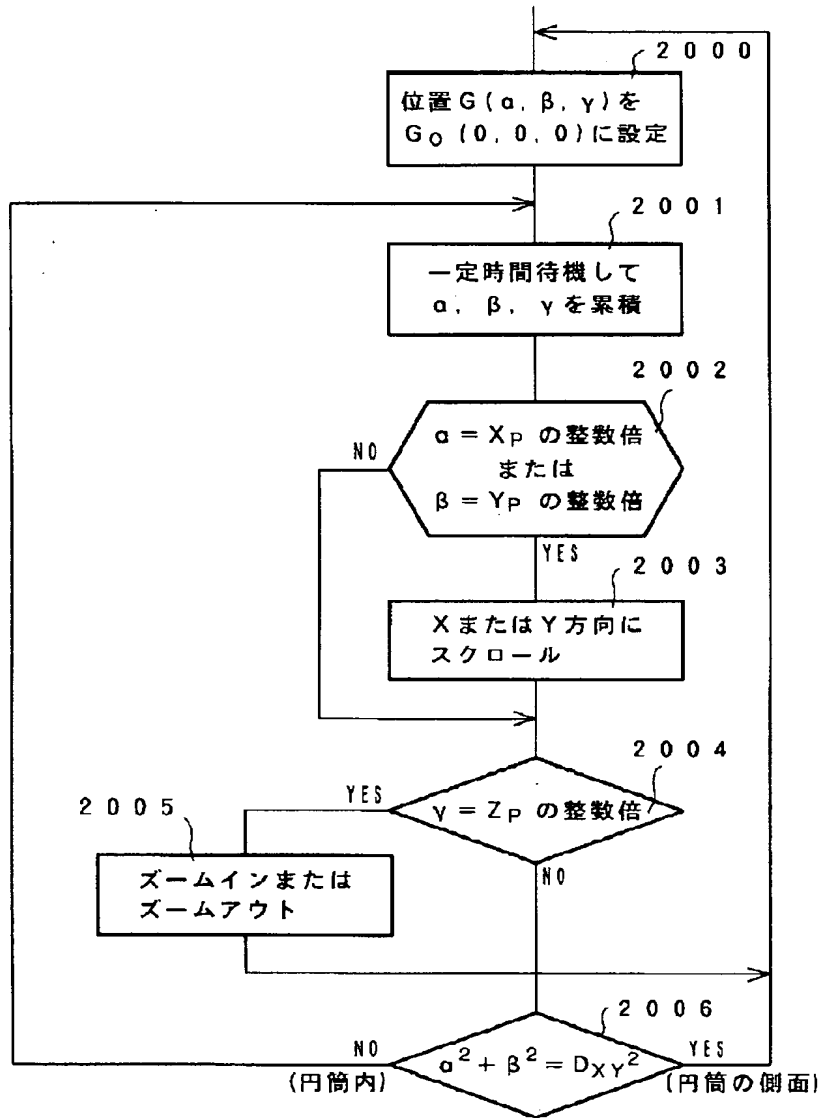 2000
位置G(α, β, γ)を
G₀(0, 0, 0)に設定
2001
一定時間待機して
α, β, γを累積
2002
α = X_P の整数倍
または
β = Y_P の整数倍
NO
YES
2003
XまたはY方向に
スクロール
2004
γ = Z_P の整数倍
YES
NO
2005
ズームインまたは
ズームアウト
2006
α² + β² = D_XY²
NO
(円筒内)
YES
(円筒の側面)